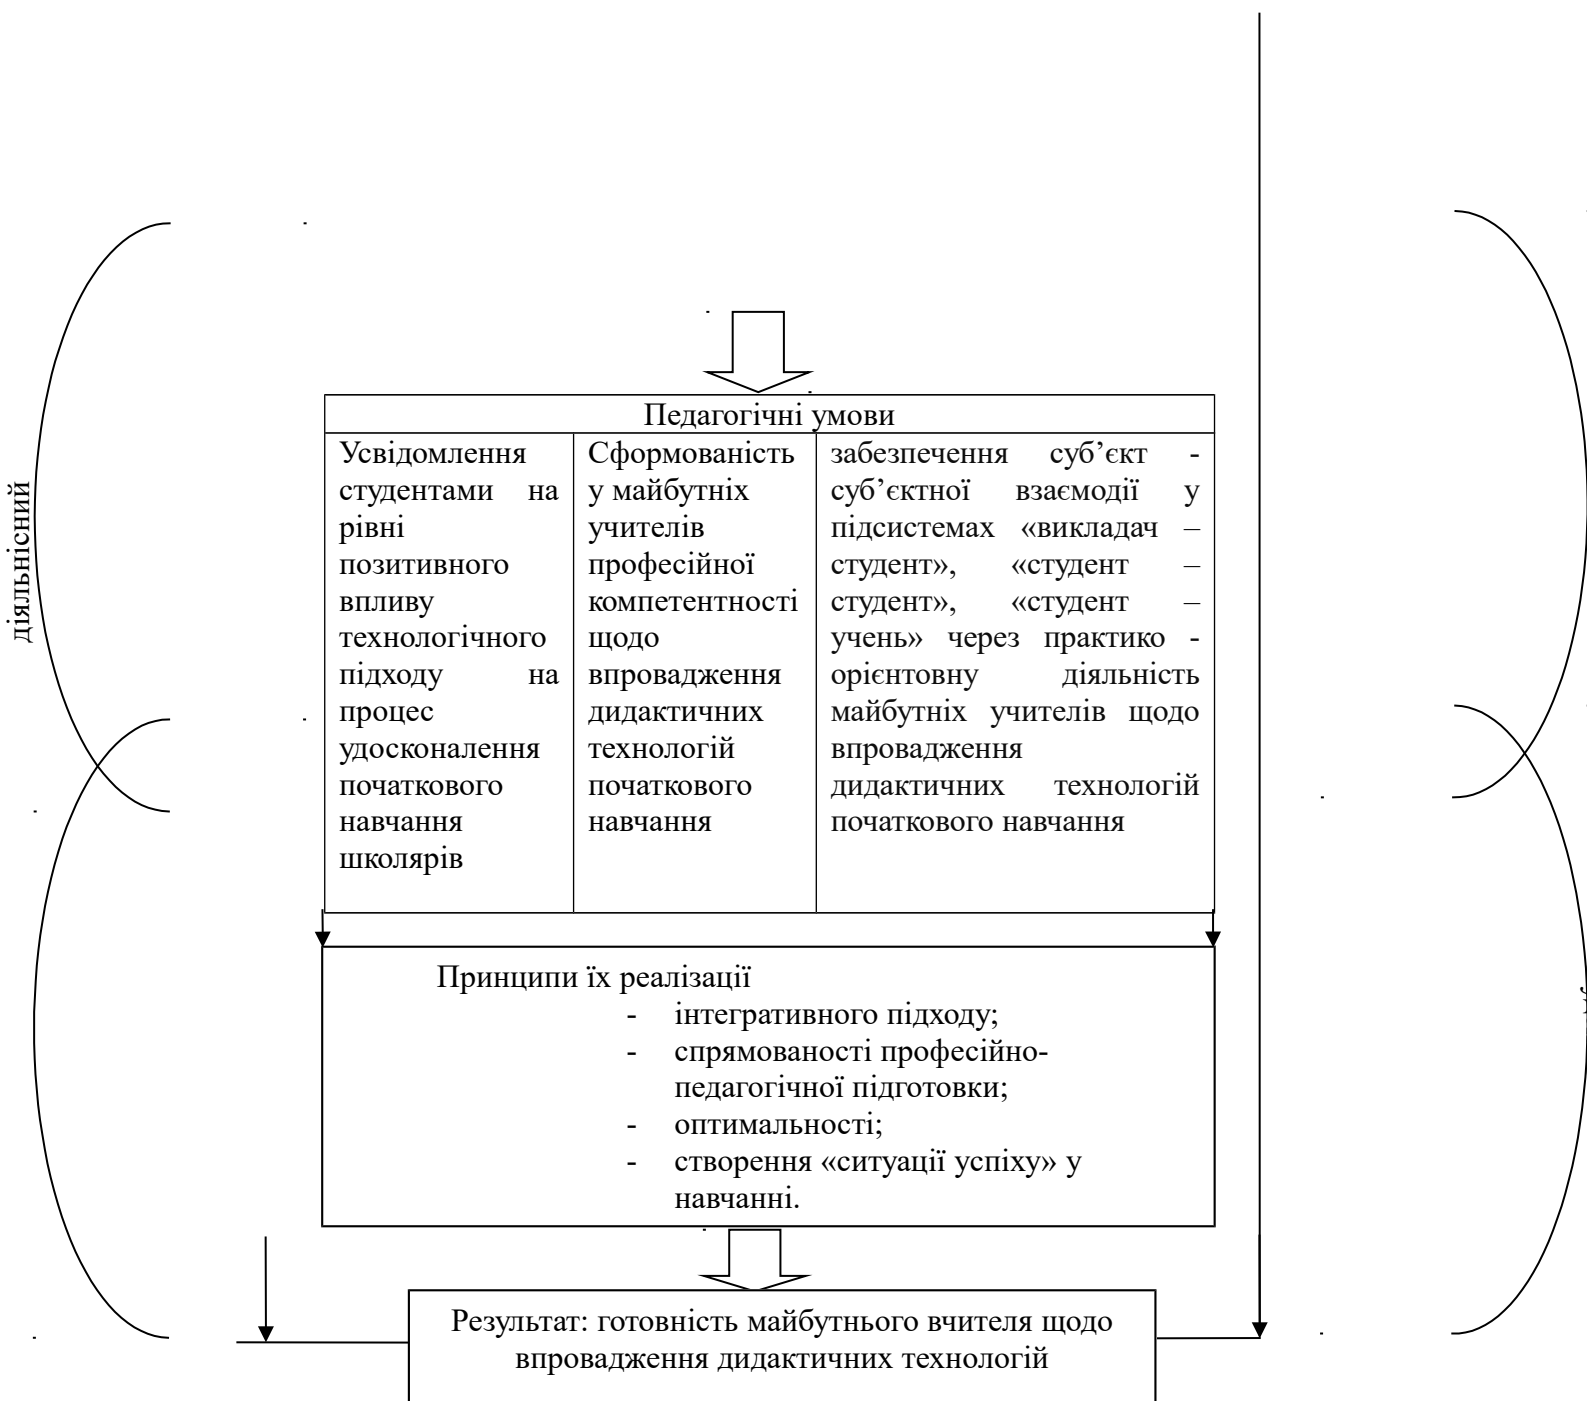 діяльнісний
Педагогічні умови
Усвідомлення
студентами на
рівні
позитивного
впливу
технологічного
підходу на
процес
удосконалення
початкового
навчання
школярів
Сформованість
у майбутніх
учителів
професійної
компетентності
щодо
впровадження
дидактичних
технологій
початкового
навчання
забезпечення суб’єкт -
суб’єктної взаємодії у
підсистемах «викладач –
студент», «студент –
студент», «студент –
учень» через практико -
орієнтовну діяльність
майбутніх учителів щодо
впровадження
дидактичних технологій
початкового навчання
Принципи їх реалізації
- інтегративного підходу;
- спрямованості професійно-
педагогічної підготовки;
- оптимальності;
- створення «ситуації успіху» у
навчанні.
Результат: готовність майбутнього вчителя щодо
впровадження дидактичних технологій